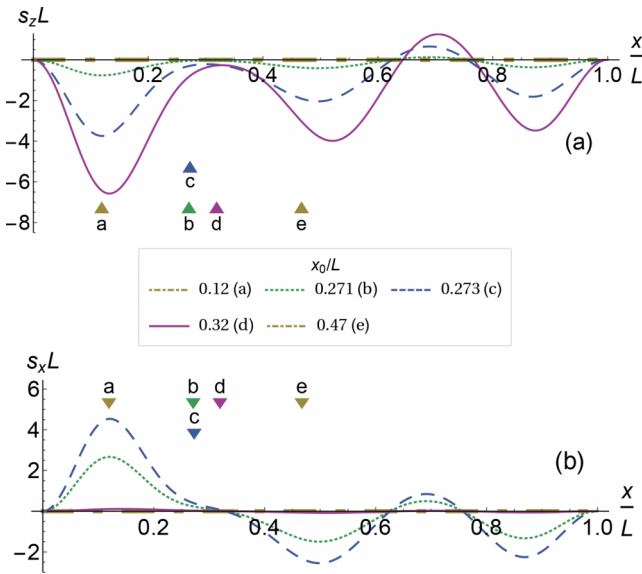 s_z L
x/L
0.2 0.4 0.6 0.8 1.0
−2
−4
−6
−8
(a)
c
a b d e
x_0/L
0.12 (a) 0.271 (b) 0.273 (c)
0.32 (d) 0.47 (e)
s_x L
6
4
2
−2
a b d e
c
(b)
x/L
0.2 0.4 0.6 0.8 1.0